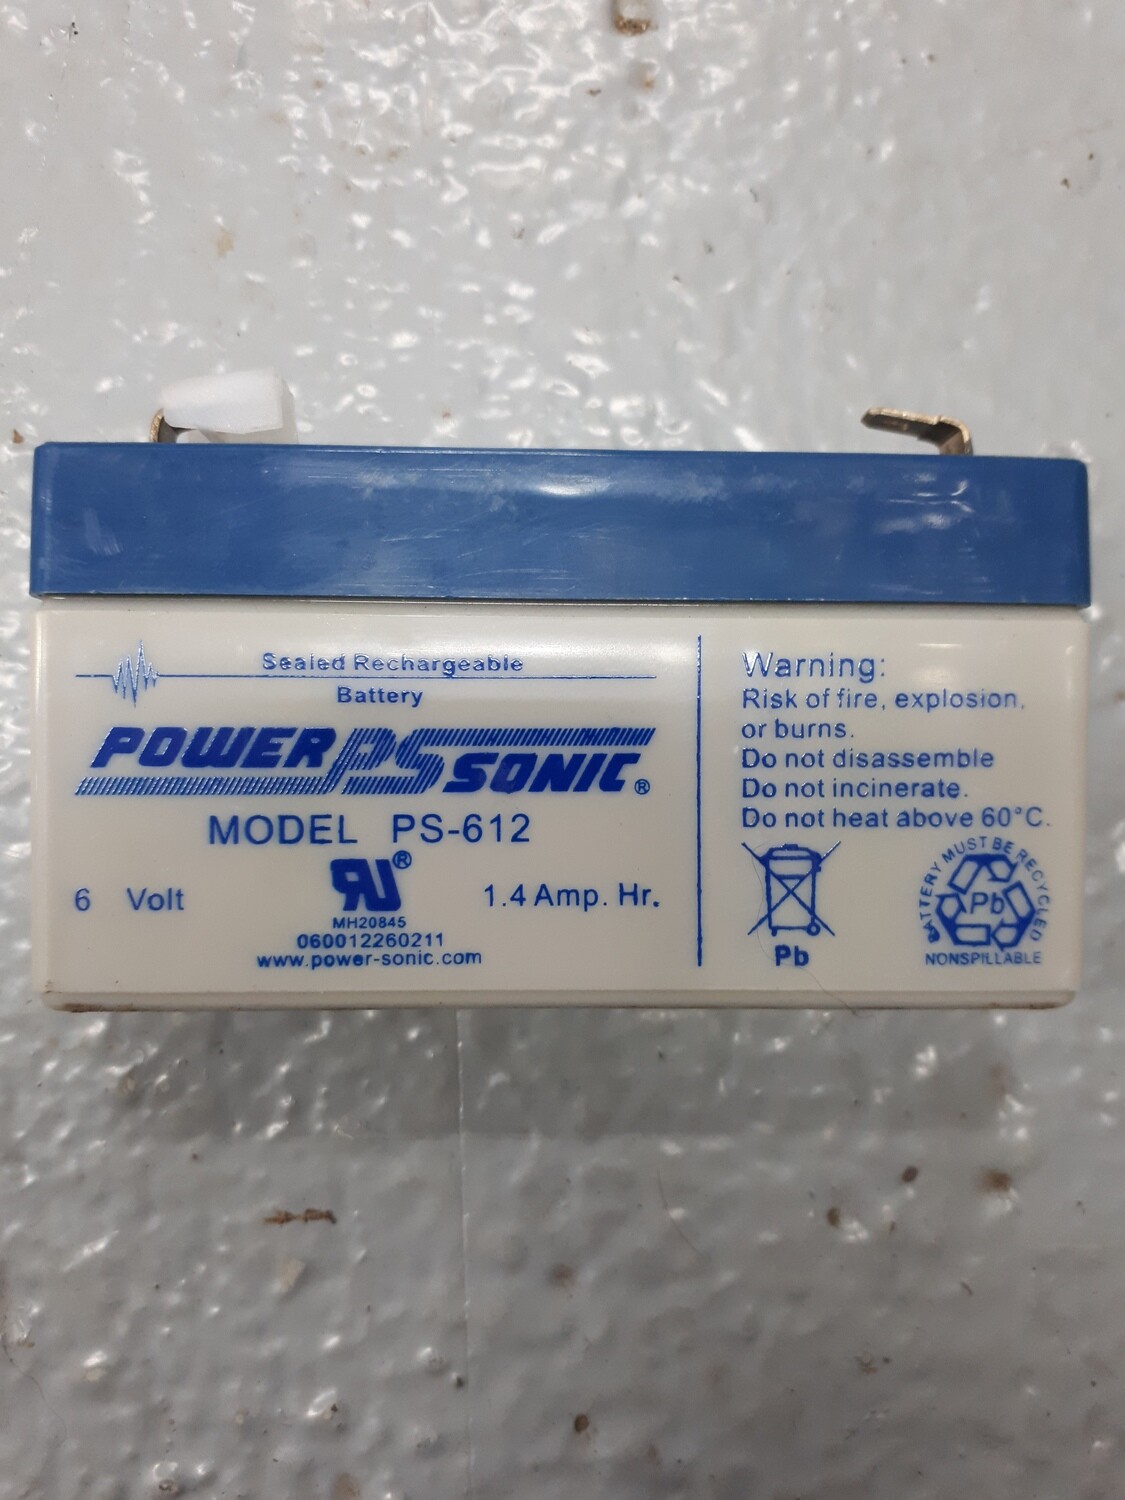 Sealed Rechargeable
Battery
POWER PS SONIC®
MODEL PS-612
®
6 Volt
1.4 Amp. Hr.
MH20845
060012260211
www.power-sonic.com
Warning:
Risk of fire, explosion,
or burns.
Do not disassemble
Do not incinerate.
Do not heat above 60°C.
Pb
BATTERY MUST BE RECYCLED
Pb
NONSPILLABLE